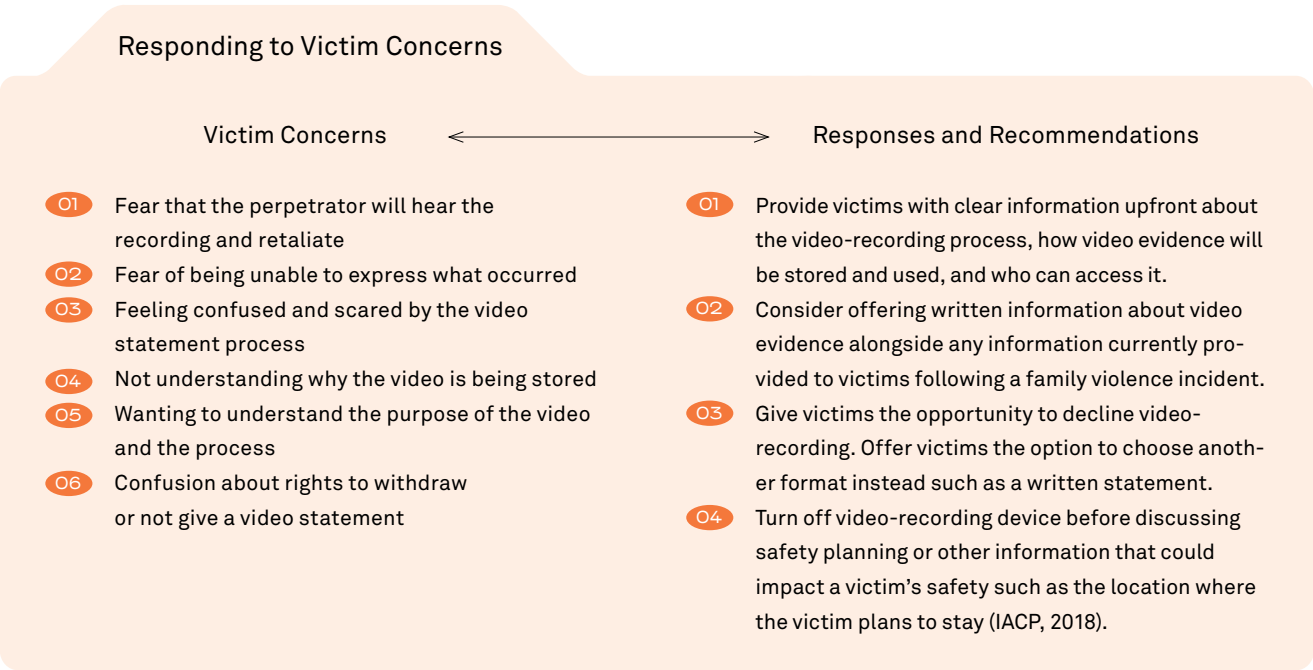 Responding to Victim Concerns
Victim Concerns
Responses and Recommendations
01 Fear that the perpetrator will hear the
recording and retaliate
02 Fear of being unable to express what occurred
03 Feeling confused and scared by the video
statement process
04 Not understanding why the video is being stored
05 Wanting to understand the purpose of the video
and the process
06 Confusion about rights to withdraw
or not give a video statement
01 Provide victims with clear information upfront about
the video-recording process, how video evidence will
be stored and used, and who can access it.
02 Consider offering written information about video
evidence alongside any information currently pro-
vided to victims following a family violence incident.
03 Give victims the opportunity to decline video-
recording. Offer victims the option to choose anoth-
er format instead such as a written statement.
04 Turn off video-recording device before discussing
safety planning or other information that could
impact a victim’s safety such as the location where
the victim plans to stay (IACP, 2018).